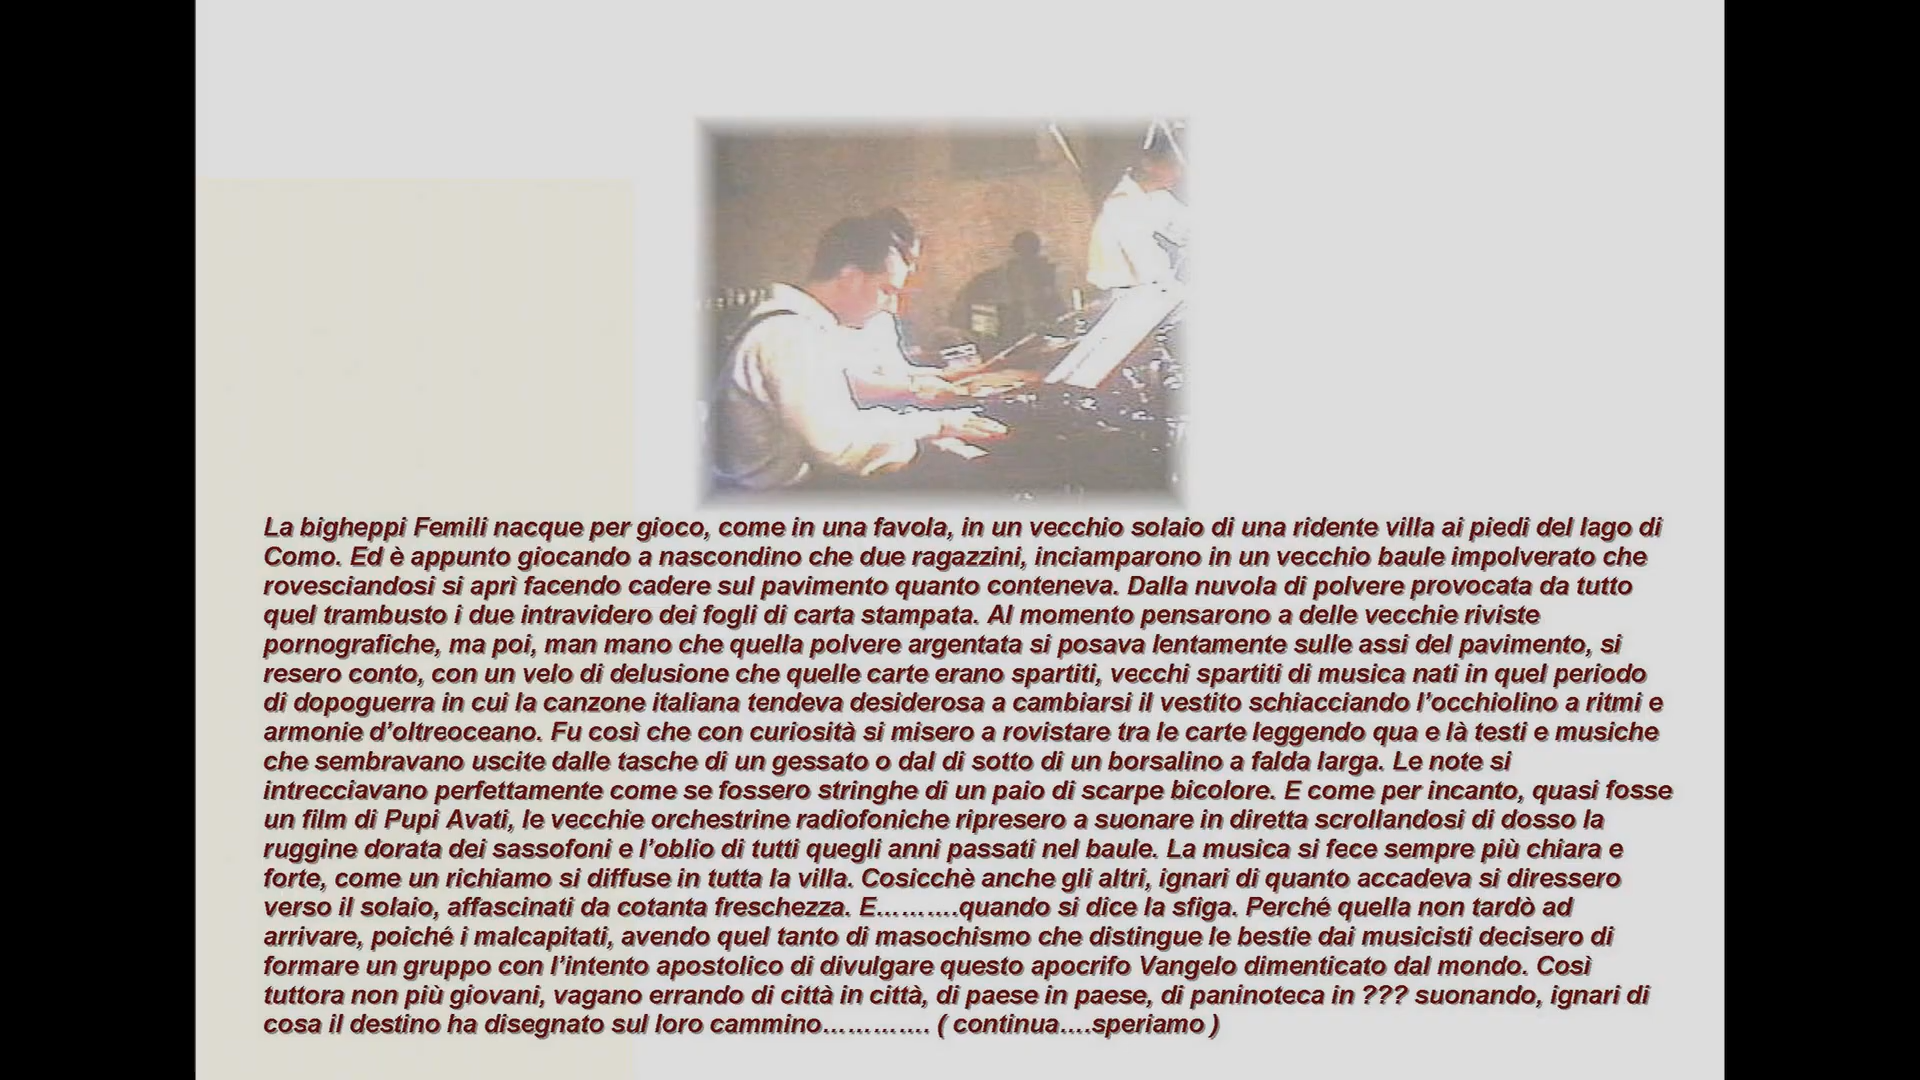 La bigheppi Femili nacque per gioco, come in una favola, in un vecchio solaio di una ridente villa ai piedi del lago di
Como. Ed è appunto giocando a nascondino che due ragazzini, inciamparono in un vecchio baule impolverato che
rovesciandosi si aprì facendo cadere sul pavimento quanto conteneva. Dalla nuvola di polvere provocata da tutto
quel trambusto i due intravidero dei fogli di carta stampata. Al momento pensarono a delle vecchie riviste
pornografiche, ma poi, man mano che quella polvere argentata si posava lentamente sulle assi del pavimento, si
resero conto, con un velo di delusione che quelle carte erano spartiti, vecchi spartiti di musica nati in quel periodo
di dopoguerra in cui la canzone italiana tendeva desiderosa a cambiarsi il vestito schiacciando l'occhiolino a ritmi e
armonie d'oltreoceano. Fu così che con curiosità si misero a rovistare tra le carte leggendo qua e là testi e musiche
che sembravano uscite dalle tasche di un gessato o dal di sotto di un borsalino a falda larga. Le note si
intrecciavano perfettamente come se fossero stringhe di un paio di scarpe bicolore. E come per incanto, quasi fosse
un film di Pupi Avati, le vecchie orchestrine radiofoniche ripresero a suonare in diretta scrollandosi di dosso la
ruggine dorata dei sassofoni e l'oblio di tutti quegli anni passati nel baule. La musica si fece sempre più chiara e
forte, come un richiamo si diffuse in tutta la villa. Cosicchè anche gli altri, ignari di quanto accadeva si diressero
verso il solaio, affascinati da cotanta freschezza. E……….quando si dice la sfiga. Perché quella non tardò ad
arrivare, poiché i malcapitati, avendo quel tanto di masochismo che distingue le bestie dai musicisti decisero di
formare un gruppo con l'intento apostolico di divulgare questo apocrifo Vangelo dimenticato dal mondo. Così
tuttora non più giovani, vagano errando di città in città, di paese in paese, di paninoteca in ??? suonando, ignari di
cosa il destino ha disegnato sul loro cammino…………. ( continua….speriamo )